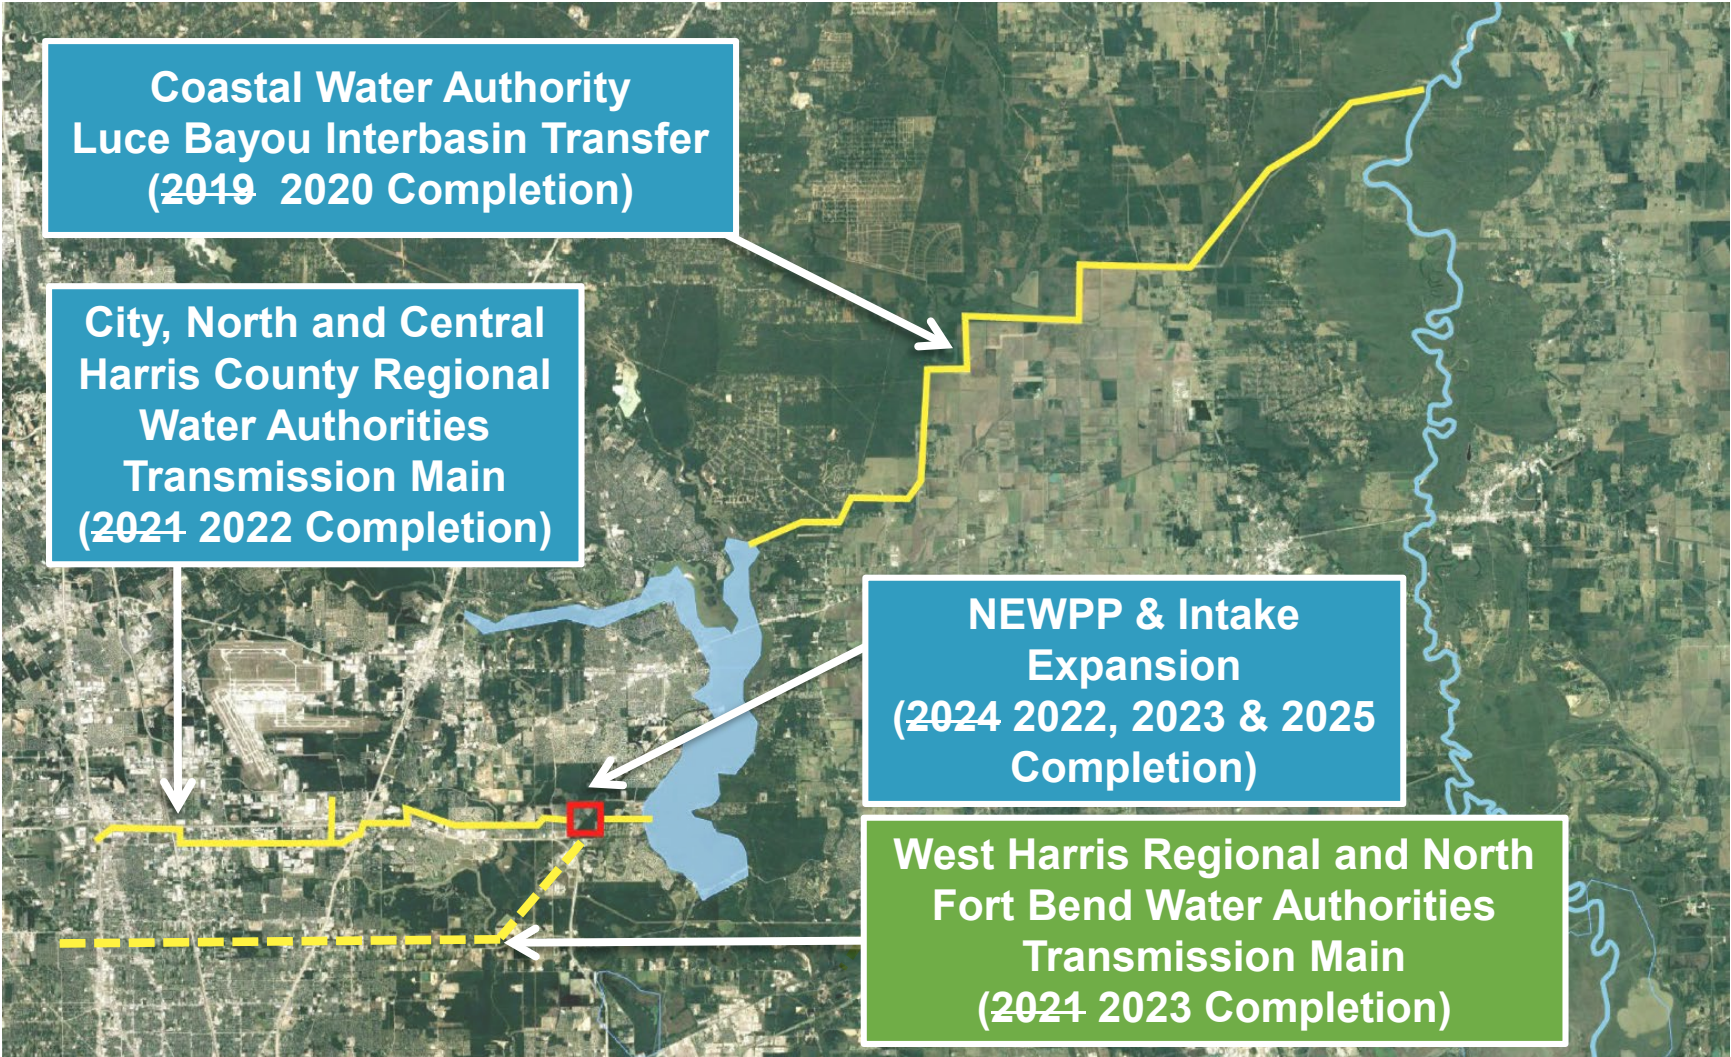 Coastal Water Authority
Luce Bayou Interbasin Transfer
(2019 2020 Completion)
City, North and Central
Harris County Regional
Water Authorities
Transmission Main
(2021 2022 Completion)
NEWPP & Intake
Expansion
(2024 2022, 2023 & 2025
Completion)
West Harris Regional and North
Fort Bend Water Authorities
Transmission Main
(2021 2023 Completion)